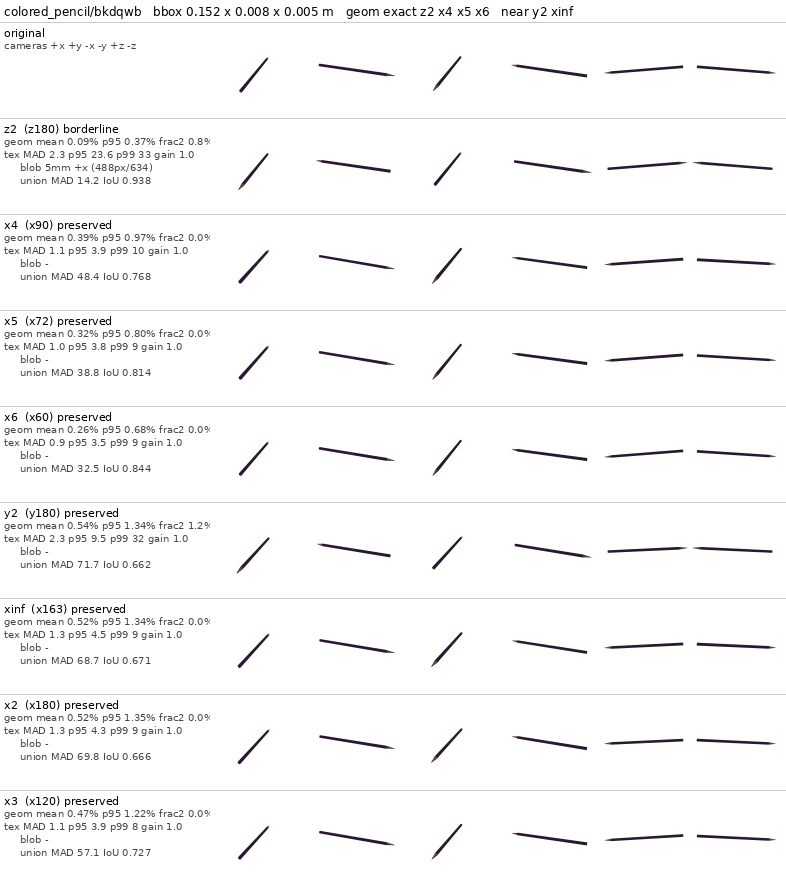 colored_pencil/bkdqwb bbox 0.152 x 0.008 x 0.005 m geom exact z2 x4 x5 x6 near y2 xinf
original
cameras +x +y -x -y +z -z
z2 (z180) borderline
geom mean 0.09% p95 0.37% frac2 0.8%
tex MAD 2.3 p95 23.6 p99 33 gain 1.0
blob 5mm +x (488px/634)
union MAD 14.2 IoU 0.938
x4 (x90) preserved
geom mean 0.39% p95 0.97% frac2 0.0%
tex MAD 1.1 p95 3.9 p99 10 gain 1.0
blob -
union MAD 48.4 IoU 0.768
x5 (x72) preserved
geom mean 0.32% p95 0.80% frac2 0.0%
tex MAD 1.0 p95 3.8 p99 9 gain 1.0
blob -
union MAD 38.8 IoU 0.814
x6 (x60) preserved
geom mean 0.26% p95 0.68% frac2 0.0%
tex MAD 0.9 p95 3.5 p99 9 gain 1.0
blob -
union MAD 32.5 IoU 0.844
y2 (y180) preserved
geom mean 0.54% p95 1.34% frac2 1.2%
tex MAD 2.3 p95 9.5 p99 32 gain 1.0
blob -
union MAD 71.7 IoU 0.662
xinf (x163) preserved
geom mean 0.52% p95 1.34% frac2 0.0%
tex MAD 1.3 p95 4.5 p99 9 gain 1.0
blob -
union MAD 68.7 IoU 0.671
x2 (x180) preserved
geom mean 0.52% p95 1.35% frac2 0.0%
tex MAD 1.3 p95 4.3 p99 9 gain 1.0
blob -
union MAD 69.8 IoU 0.666
x3 (x120) preserved
geom mean 0.47% p95 1.22% frac2 0.0%
tex MAD 1.1 p95 3.9 p99 8 gain 1.0
blob -
union MAD 57.1 IoU 0.727